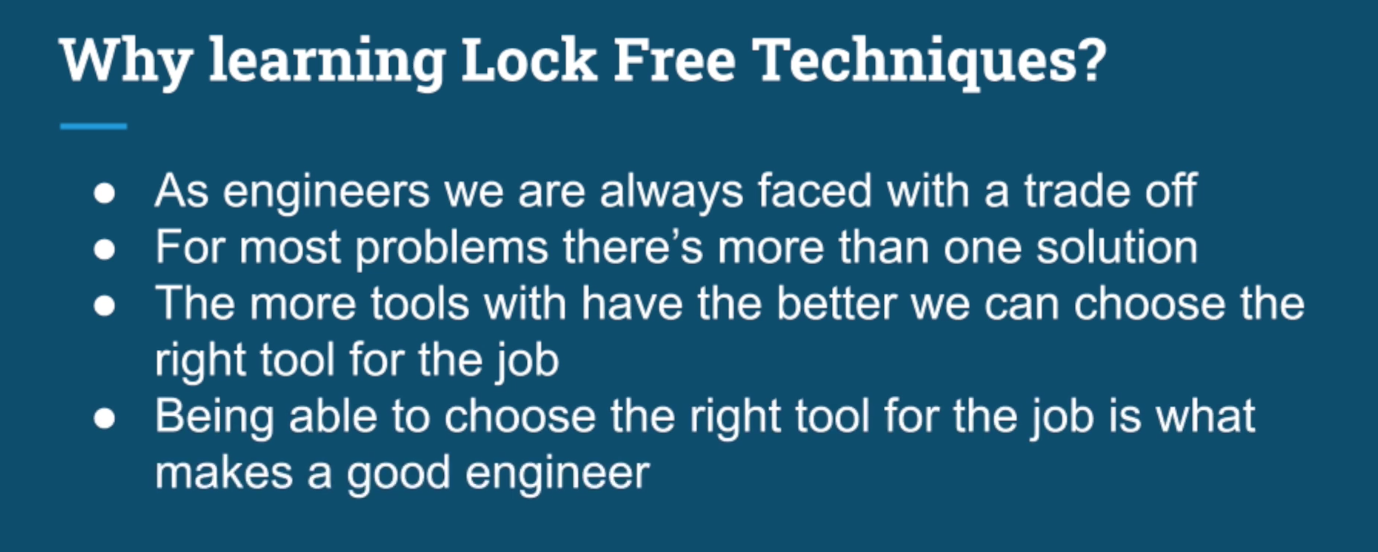 Why learning Lock Free Techniques?
● As engineers we are always faced with a trade off
● For most problems there’s more than one solution
● The more tools with have the better we can choose the
right tool for the job
● Being able to choose the right tool for the job is what
makes a good engineer